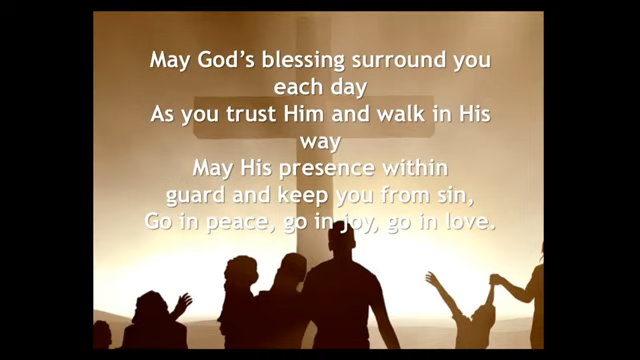 May God’s blessing surround you
each day
As you trust Him and walk in His
way
May His presence within
guard and keep you from sin,
Go in peace, go in joy, go in love.